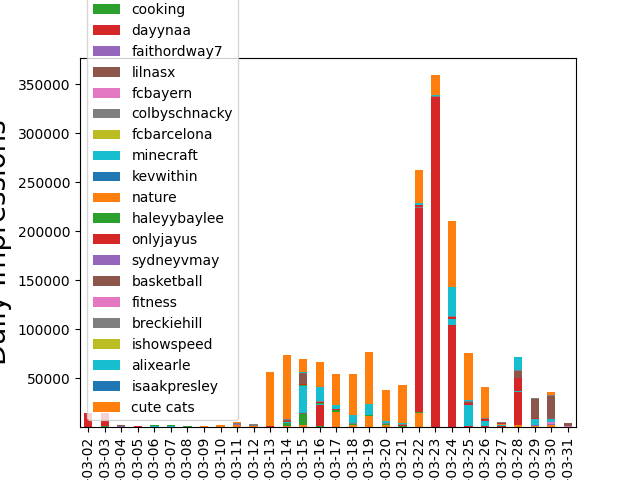 cooking
dayynaa
faithordway7
lilnasx
fcbayern
colbyschnacky
fcbarcelona
minecraft
kevwithin
nature
haleyybaylee
onlyjayus
sydneyvmay
basketball
fitness
breckiehill
ishowspeed
alixearle
isaakpresley
cute cats
350000
300000
250000
200000
150000
100000
50000
Daily Impressions
03-02
03-03
03-04
03-05
03-06
03-07
03-08
03-09
03-10
03-11
03-12
03-13
03-14
03-15
03-16
03-17
03-18
03-19
03-20
03-21
03-22
03-23
03-24
03-25
03-26
03-27
03-28
03-29
03-30
03-31